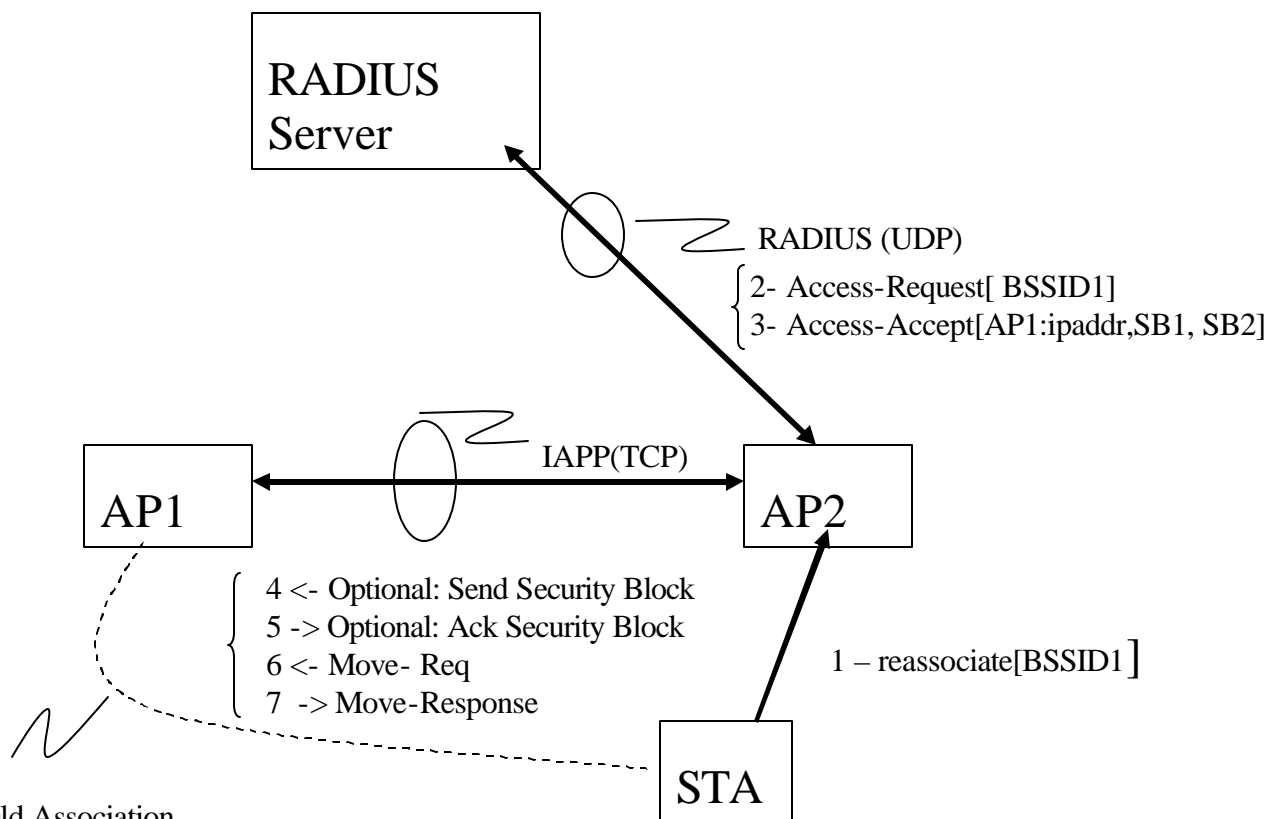 RADIUS
Server
RADIUS (UDP)
2- Access-Request[ BSSID1]
3- Access-Accept[AP1:ipaddr,SB1, SB2]
IAPP(TCP)
AP1
AP2
4 <- Optional: Send Security Block
5 -> Optional: Ack Security Block
6 <- Move- Req
7 -> Move-Response
1 – reassociate[BSSID1]
STA
Association